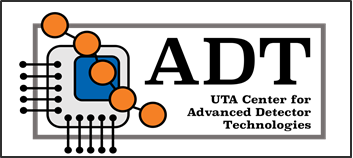 ADT
UTA Center for
Advanced Detector
Technologies